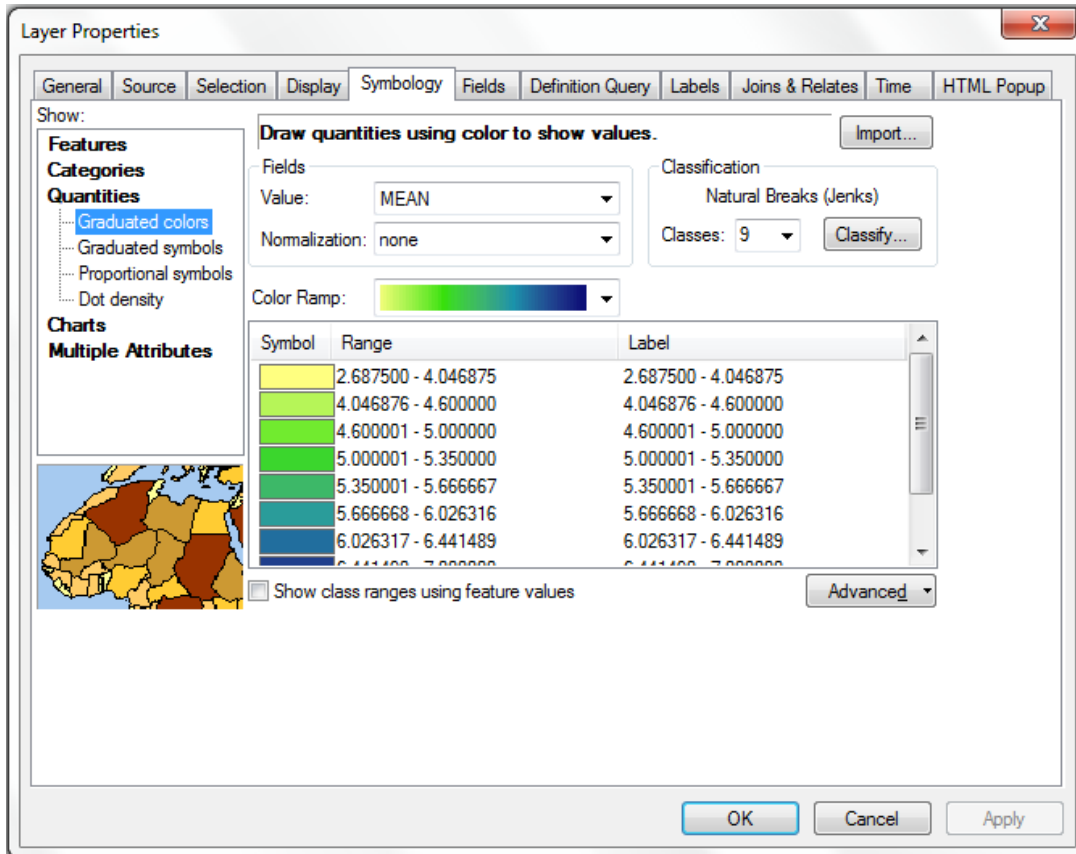 Layer Properties
General Source Selection Display Symbology Fields Definition Query Labels Joins & Relates Time HTML Popup
Show:
Features
Categories
Quantities
Graduated colors
Graduated symbols
Proportional symbols
Dot density
Charts
Multiple Attributes
Draw quantities using color to show values.
Import...
Fields
Value: MEAN
Normalization: none
Classification
Natural Breaks (Jenks)
Classes: 9 Classify...
Color Ramp:
Symbol Range Label
2.687500 - 4.046875 2.687500 - 4.046875
4.046876 - 4.600000 4.046876 - 4.600000
4.600001 - 5.000000 4.600001 - 5.000000
5.000001 - 5.350000 5.000001 - 5.350000
5.350001 - 5.666667 5.350001 - 5.666667
5.666668 - 6.026316 5.666668 - 6.026316
6.026317 - 6.441489 6.026317 - 6.441489
Show class ranges using feature values
Advanced
OK Cancel Apply